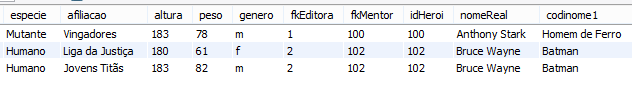 especie afiliacao altura peso genero fkEditora fkMentor idHeroi nomeReal codinome1
Mutante Vingadores 183 78 m 1 100 100 Anthony Stark Homem de Ferro
Humano Liga da Justiça 180 61 f 2 102 102 Bruce Wayne Batman
Humano Jovens Titãs 183 82 m 2 102 102 Bruce Wayne Batman